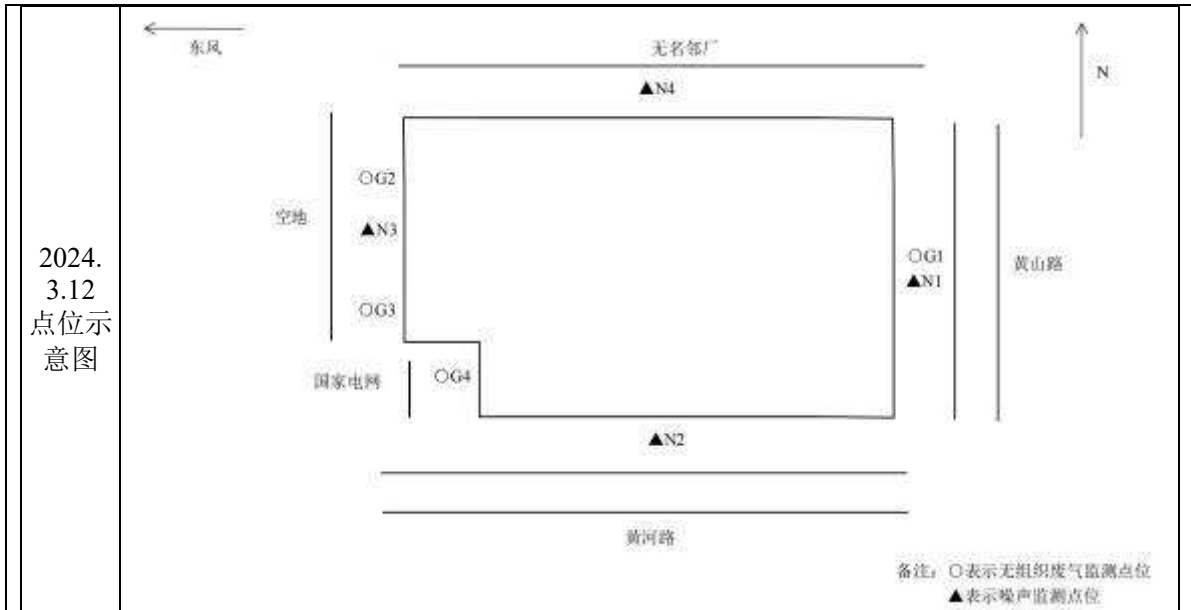 2024.
3.12
点位示
意图
东风
无名邻厂
N
▲N4
○G2
空地
▲N3
○G1
黄山路
▲N1
○G3
国家电网
○G4
▲N2
黄河路
备注：○表示无组织废气监测点位
▲表示噪声监测点位